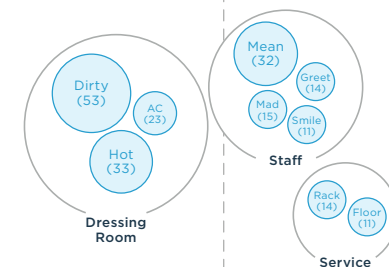 Dirty
(53)
AC
(23)
Hot
(33)
Dressing
Room
Mean
(32)
Greet
(14)
Mad
(15)
Smile
(11)
Staff
Rack
(14)
Floor
(11)
Service